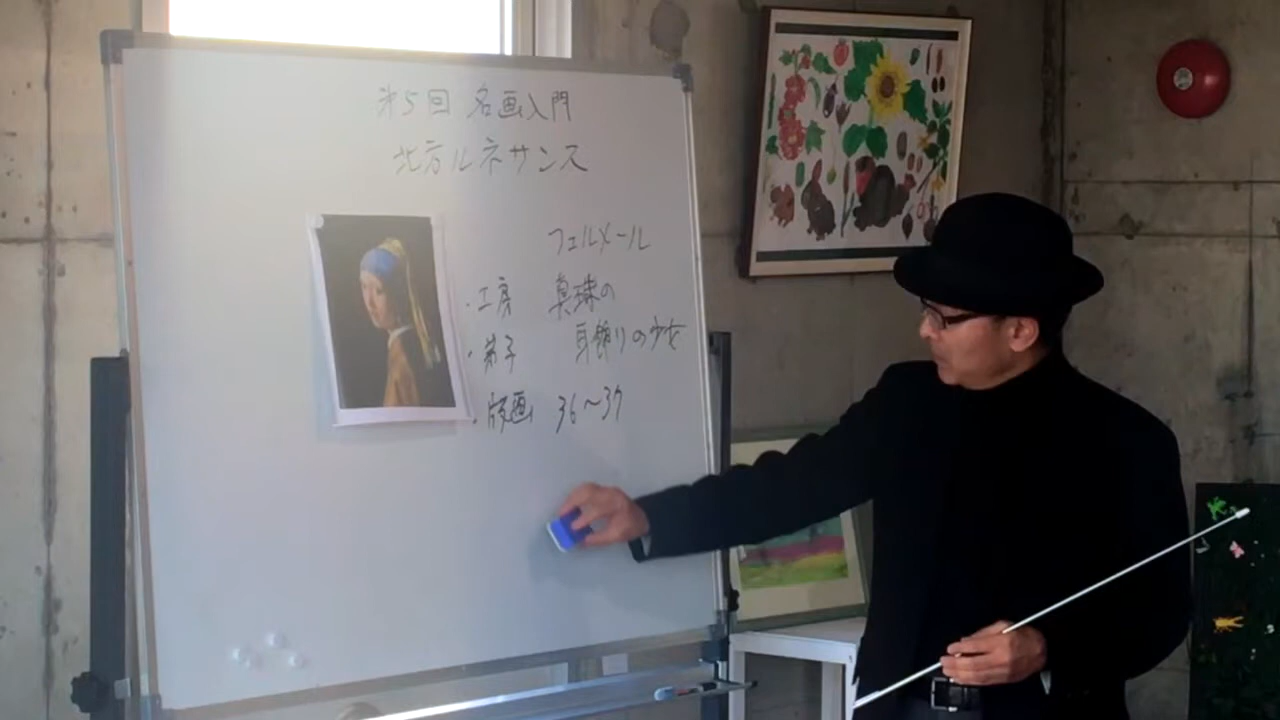 第5回 名画入門
北方ルネサンス
フェルメール
・工房 真珠の
・弟子 耳飾りの少女
・版画 36〜37